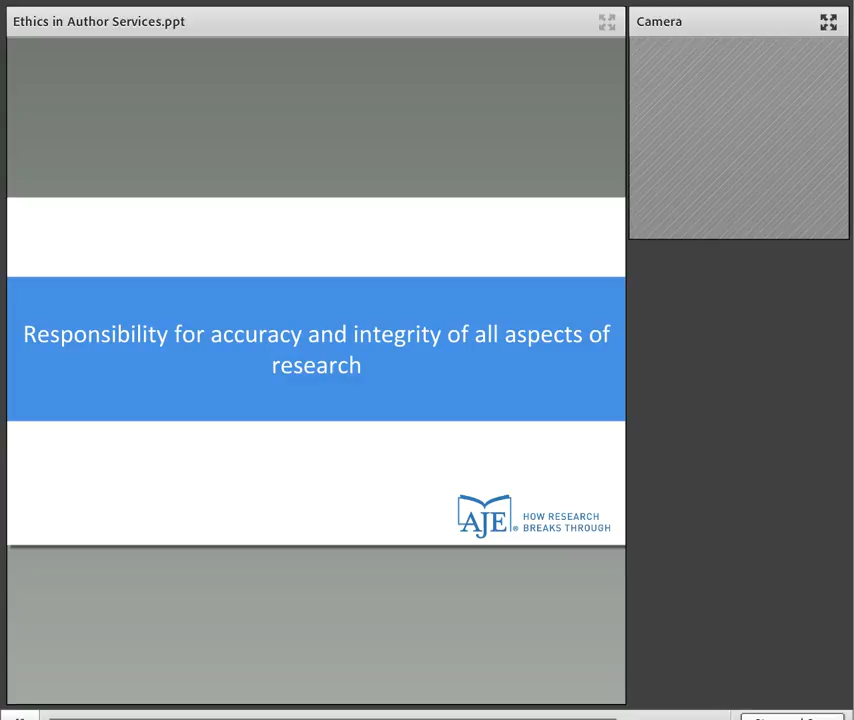 Ethics in Author Services.ppt
Camera
Responsibility for accuracy and integrity of all aspects of
research
AJE® HOW RESEARCH
BREAKS THROUGH